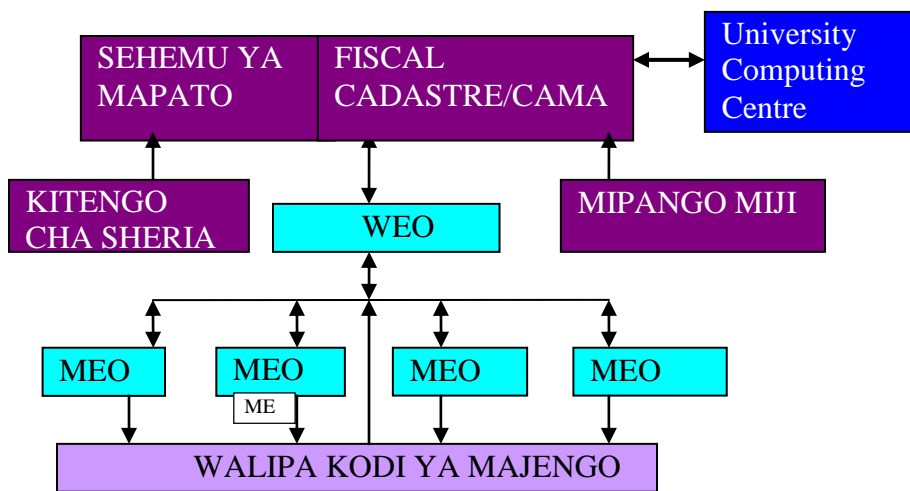 SEHEMU YA
MAPATO
FISCAL
CADASTRE/CAMA
University
Computing
Centre
KITENGO
CHA SHERIA
WEO
MIPANGO MIJI
MEO
MEO
MEO
MEO
ME
WALIPA KODI YA MAJENGO